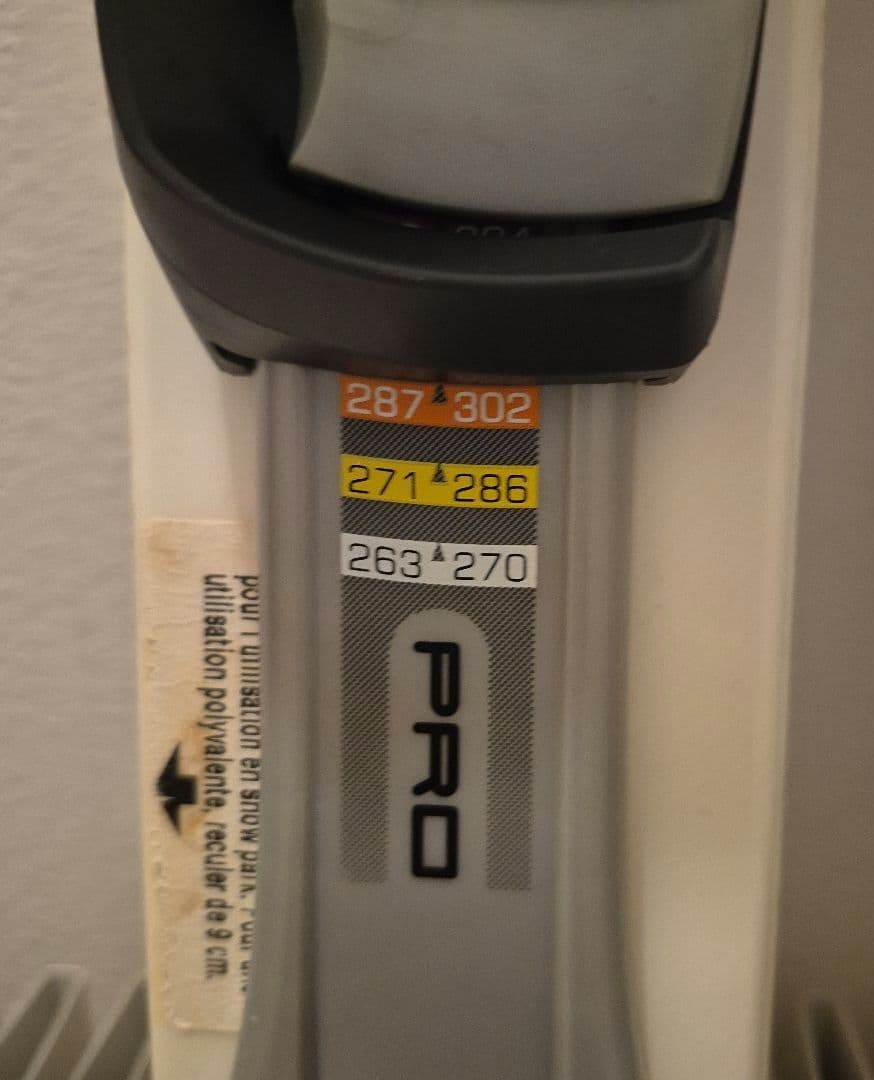 287 302
271 286
263 270
PRO
pour l'utilisation en snow park. Pour une
utilisation polyvalente, reculer de 9 cm.